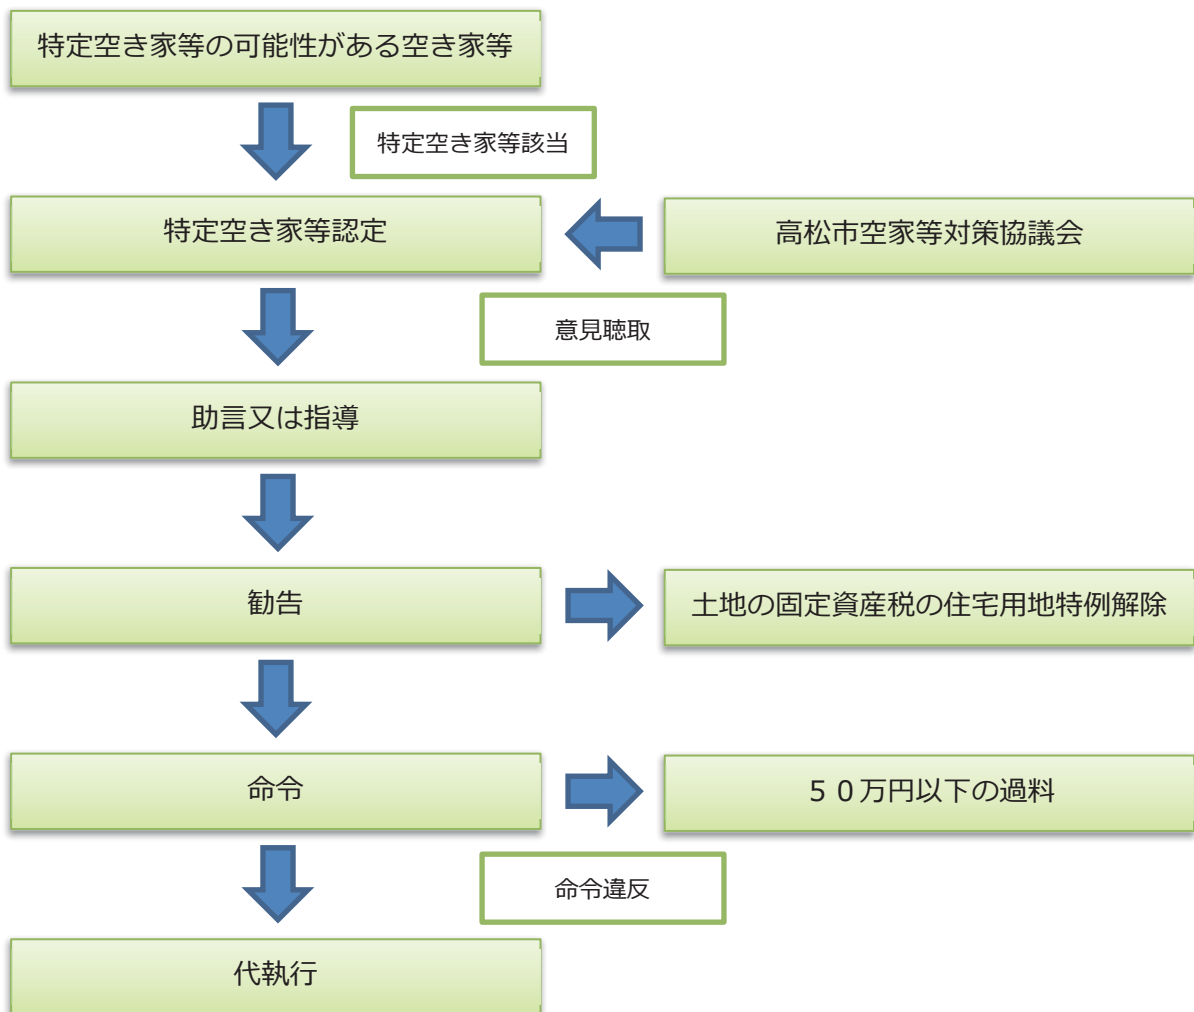 特定空き家等の可能性がある空き家等
特定空き家等該当
特定空き家等認定
高松市空家等対策協議会
意見聴取
助言又は指導
勧告
土地の固定資産税の住宅用地特例解除
命令
５０万円以下の過料
命令違反
代執行